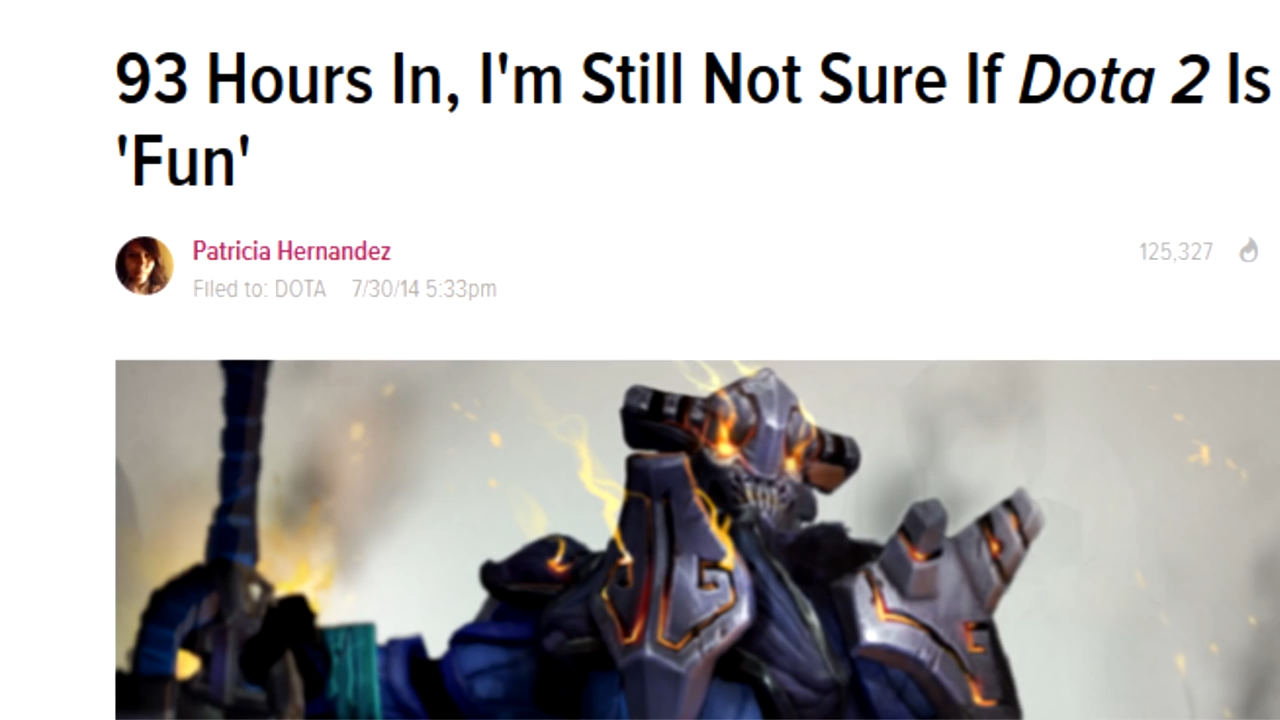 93 Hours In, I'm Still Not Sure If Dota 2 Is
'Fun'
Patricia Hernandez
125,327
Filed to: DOTA 7/30/14 5:33pm